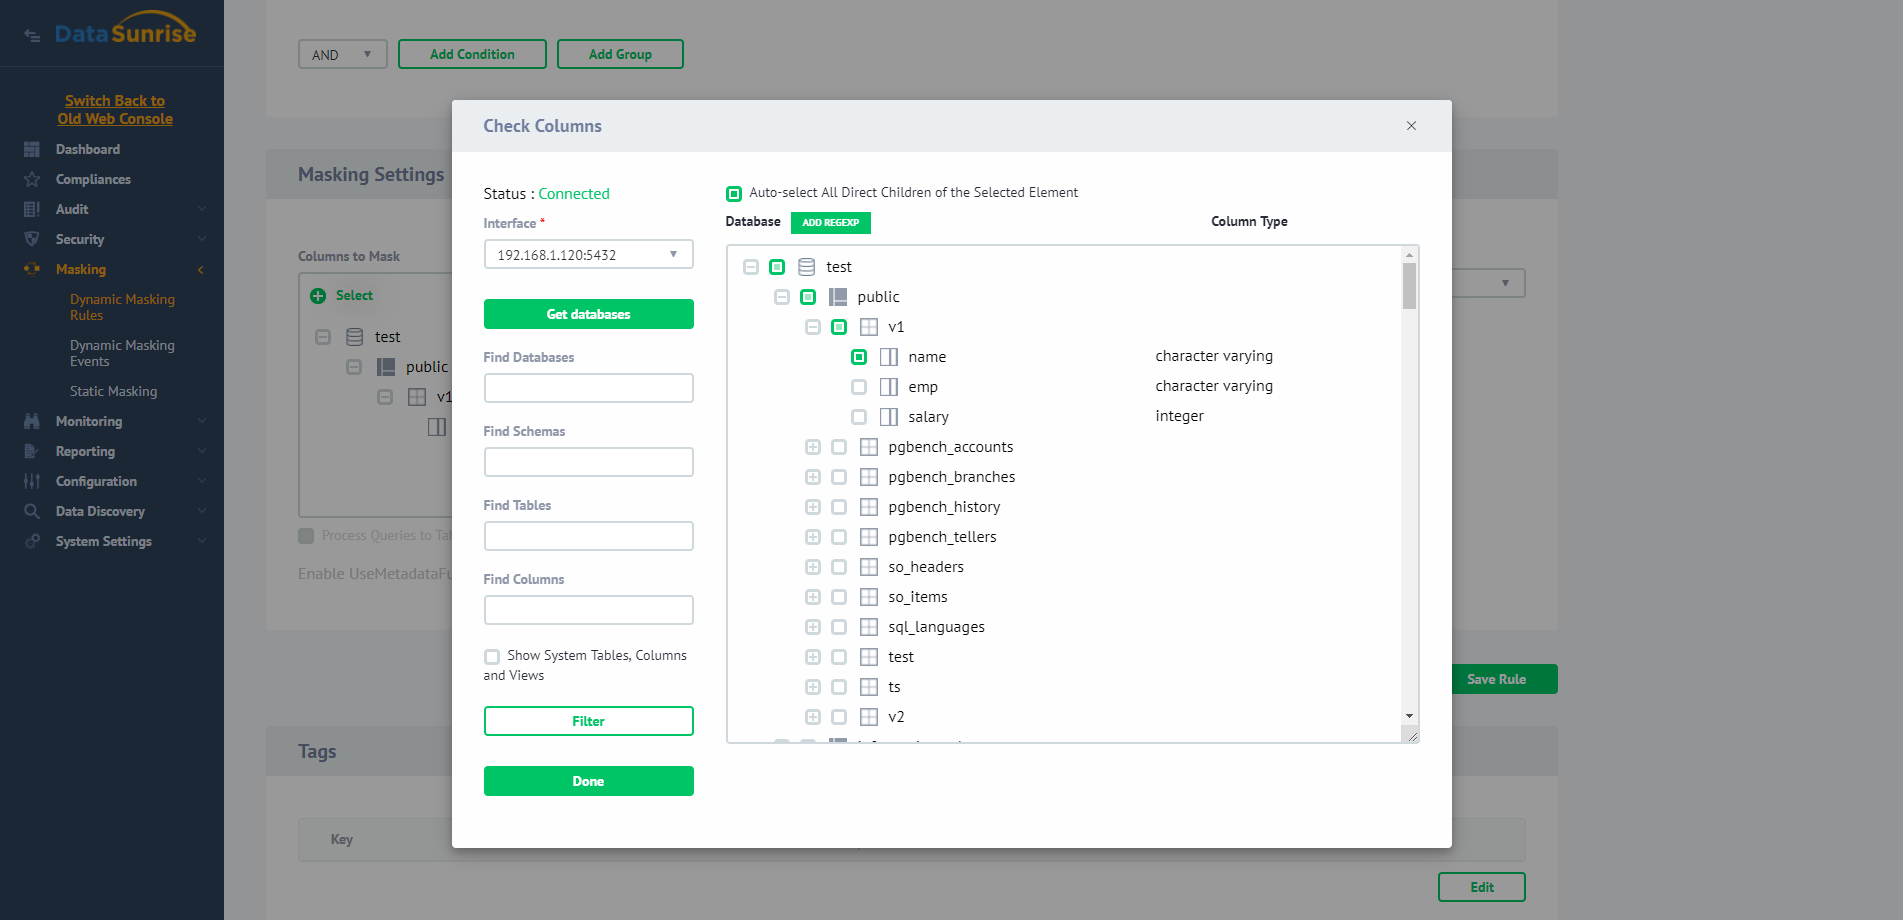 DataSunrise
Switch Back to
Old Web Console
Dashboard
Compliances
Audit
Security
Masking
Dynamic Masking
Rules
Dynamic Masking
Events
Static Masking
Monitoring
Reporting
Configuration
Data Discovery
System Settings
AND
Add Condition
Add Group
Masking Settings
Columns to Mask
Select
test
public
v1
Process Queries to
Enable
Check Columns
Status : Connected
Interface *
192.168.1.120:5432
Get databases
Find Databases
Find Schemas
Find Tables
Find Columns
Show System Tables, Columns
and Views
Filter
Done
Auto-select All Direct Children of the Selected Element
Database ADD REGEXP Column Type
test
public
v1
name character varying
emp character varying
salary integer
pgbench_accounts
pgbench_branches
pgbench_history
pgbench_tellers
so_headers
so_items
sql_languages
test
ts
v2
Save Rule
Tags
Key
Edit